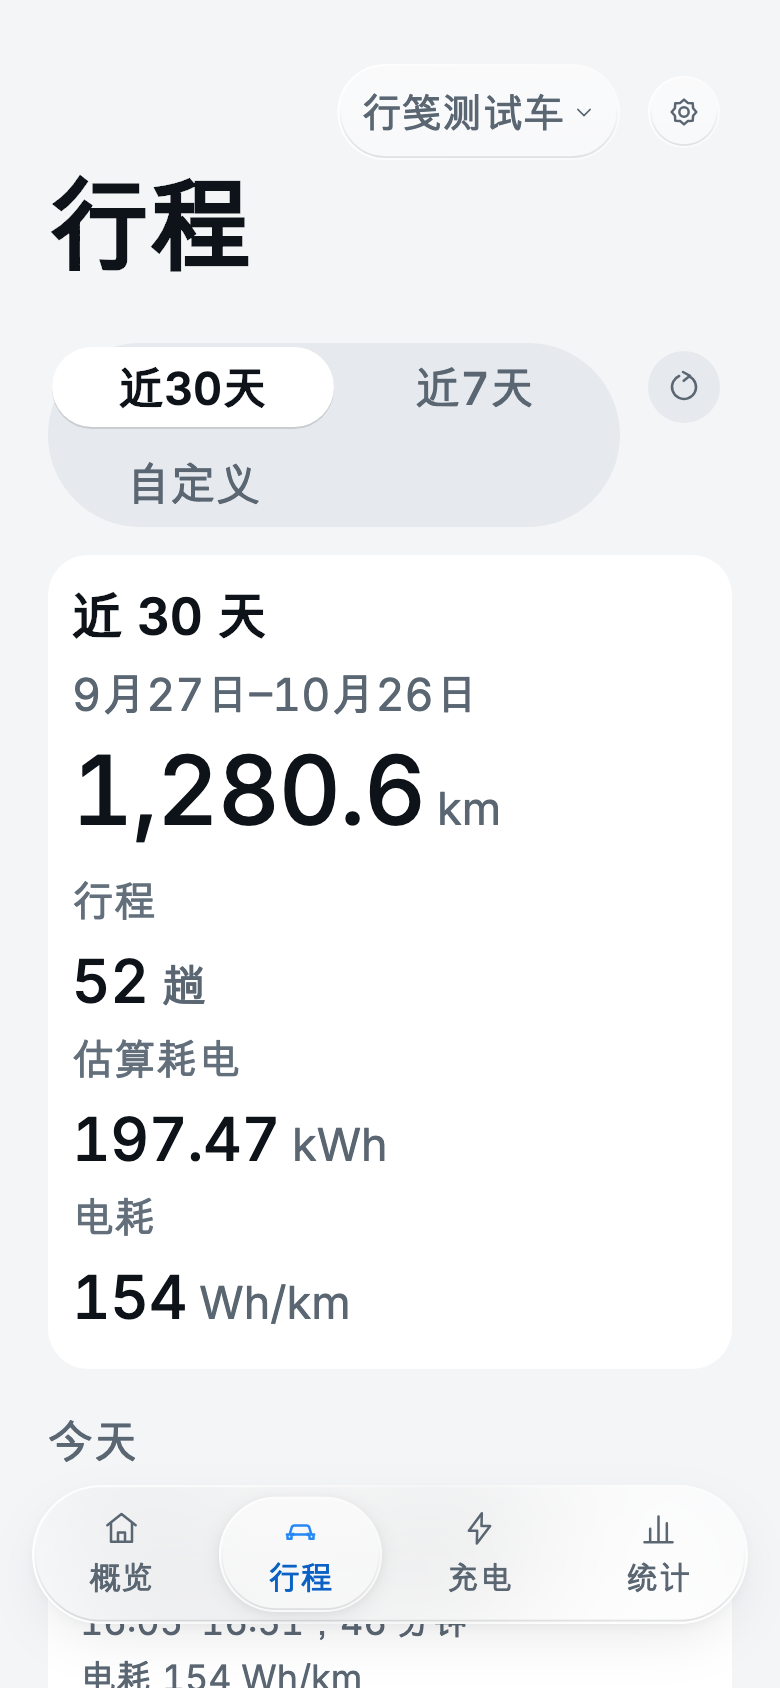 行笺测试车
行程
近30天
近7天
自定义
近 30 天
9月27日–10月26日
1,280.6 km
行程
52 趟
估算耗电
197.47 kWh
电耗
154 Wh/km
今天
概览
行程
充电
统计
电耗 154 Wh/km